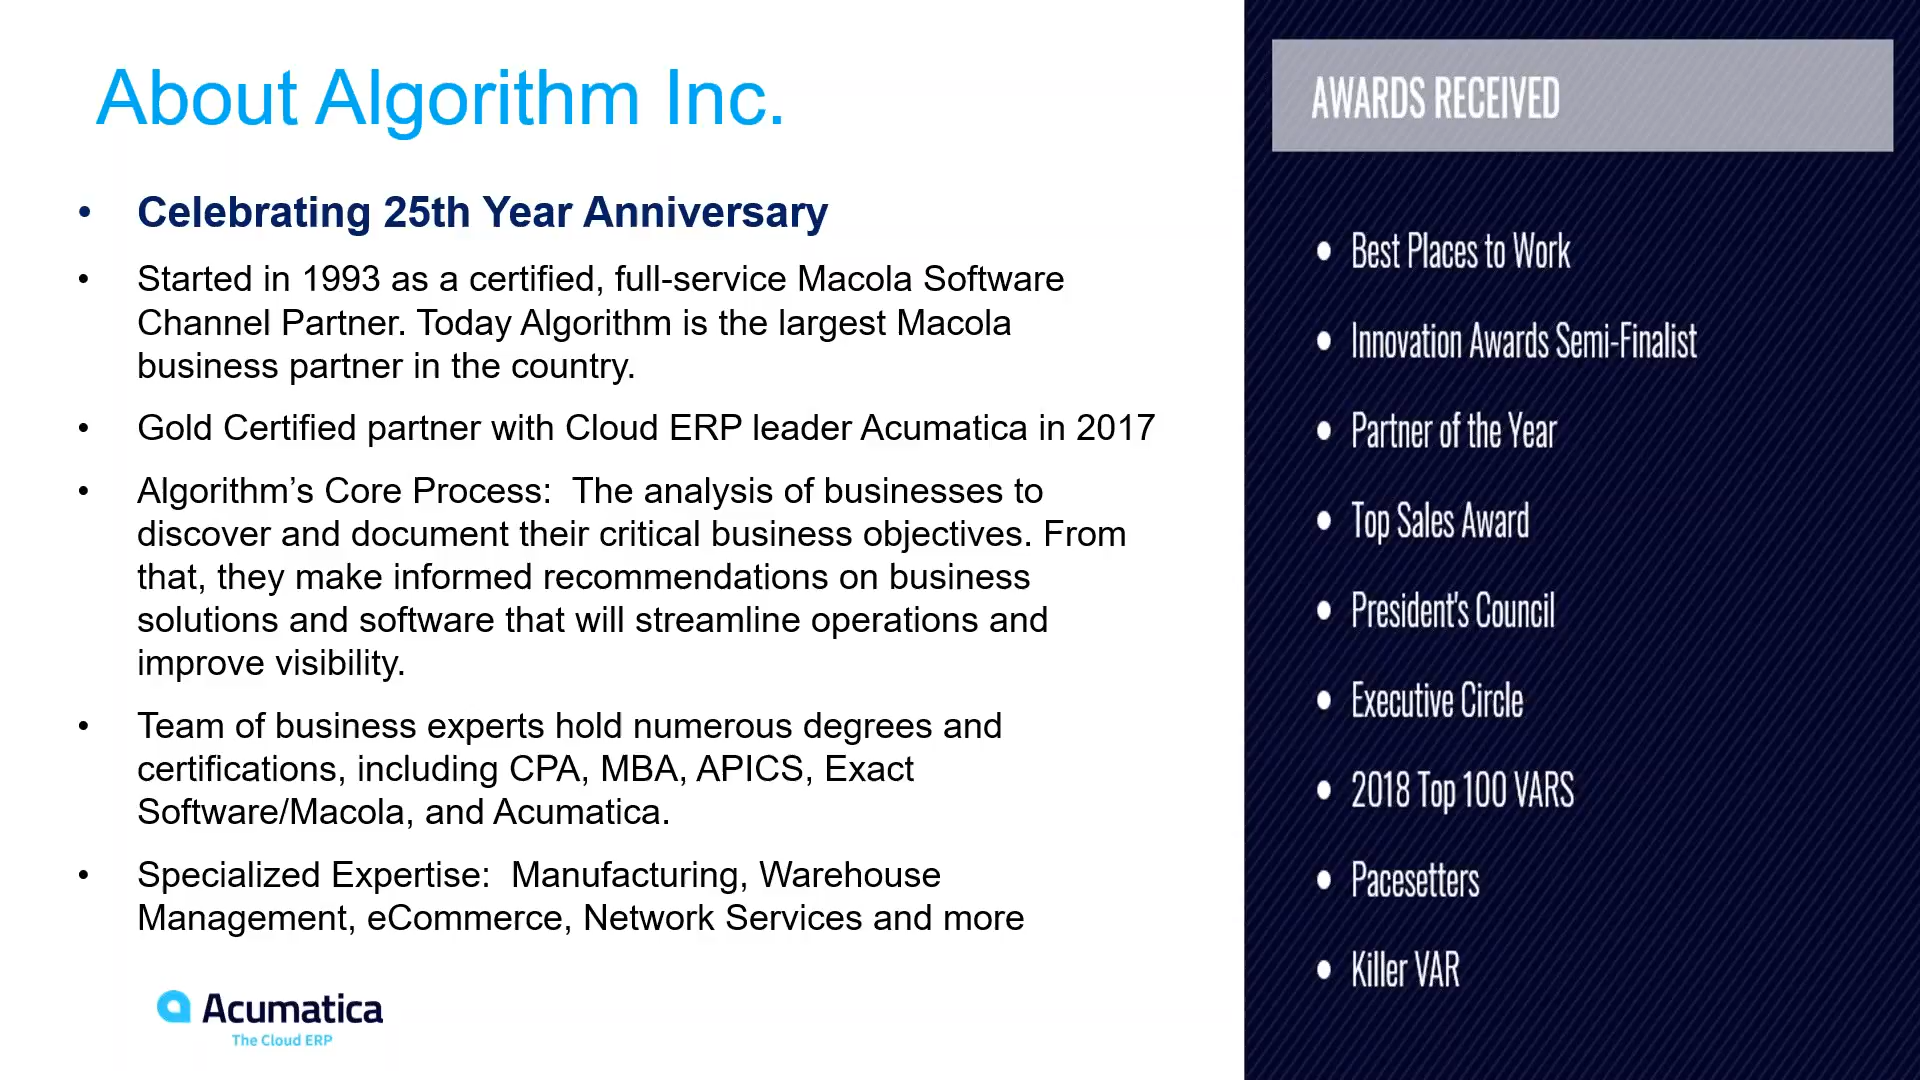 About Algorithm Inc.
• Celebrating 25th Year Anniversary
• Started in 1993 as a certified, full-service Macola Software
Channel Partner. Today Algorithm is the largest Macola
business partner in the country.
• Gold Certified partner with Cloud ERP leader Acumatica in 2017
• Algorithm’s Core Process:  The analysis of businesses to
discover and document their critical business objectives. From
that, they make informed recommendations on business
solutions and software that will streamline operations and
improve visibility.
• Team of business experts hold numerous degrees and
certifications, including CPA, MBA, APICS, Exact
Software/Macola, and Acumatica.
• Specialized Expertise:  Manufacturing, Warehouse
Management, eCommerce, Network Services and more
Acumatica
The Cloud ERP
AWARDS RECEIVED
• Best Places to Work
• Innovation Awards Semi-Finalist
• Partner of the Year
• Top Sales Award
• President's Council
• Executive Circle
• 2018 Top 100 VARS
• Pacesetters
• Killer VAR